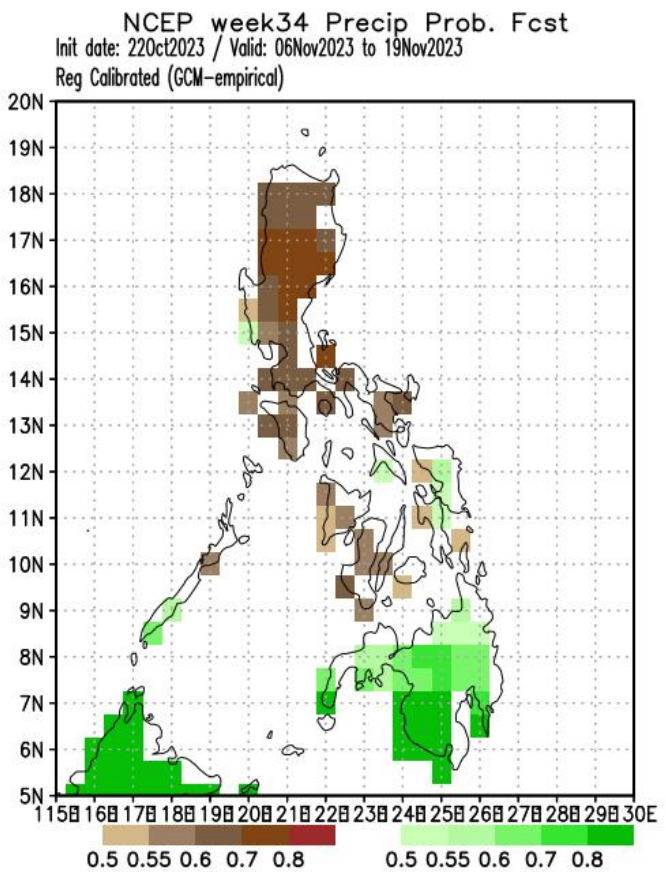 NCEP week34 Precip Prob. Fcst
Init date: 22Oct2023 / Valid: 06Nov2023 to 19Nov2023
Reg Calibrated (GCM-empirical)
20N
19N
18N
17N
16N
15N
14N
13N
12N
11N
10N
9N
8N
7N
6N
5N
115E 116E 117E 118E 119E 120E 121E 122E 123E 124E 125E 126E 127E 128E 129E 130E
0.5 0.55 0.6 0.7 0.8 0.5 0.55 0.6 0.7 0.8